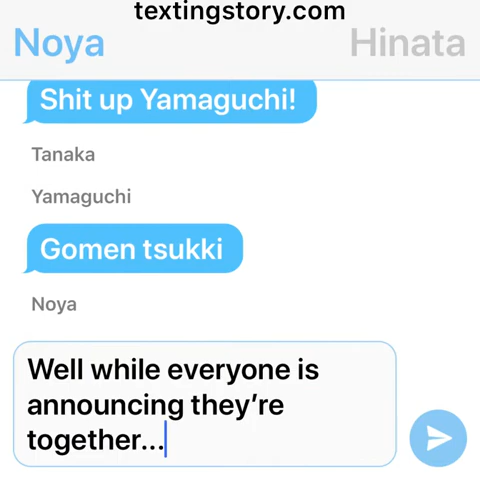 textingstory.com
Noya Hinata
Shit up Yamaguchi!
Tanaka
Yamaguchi
Gomen tsukki
Noya
Well while everyone is
announcing they're
together...